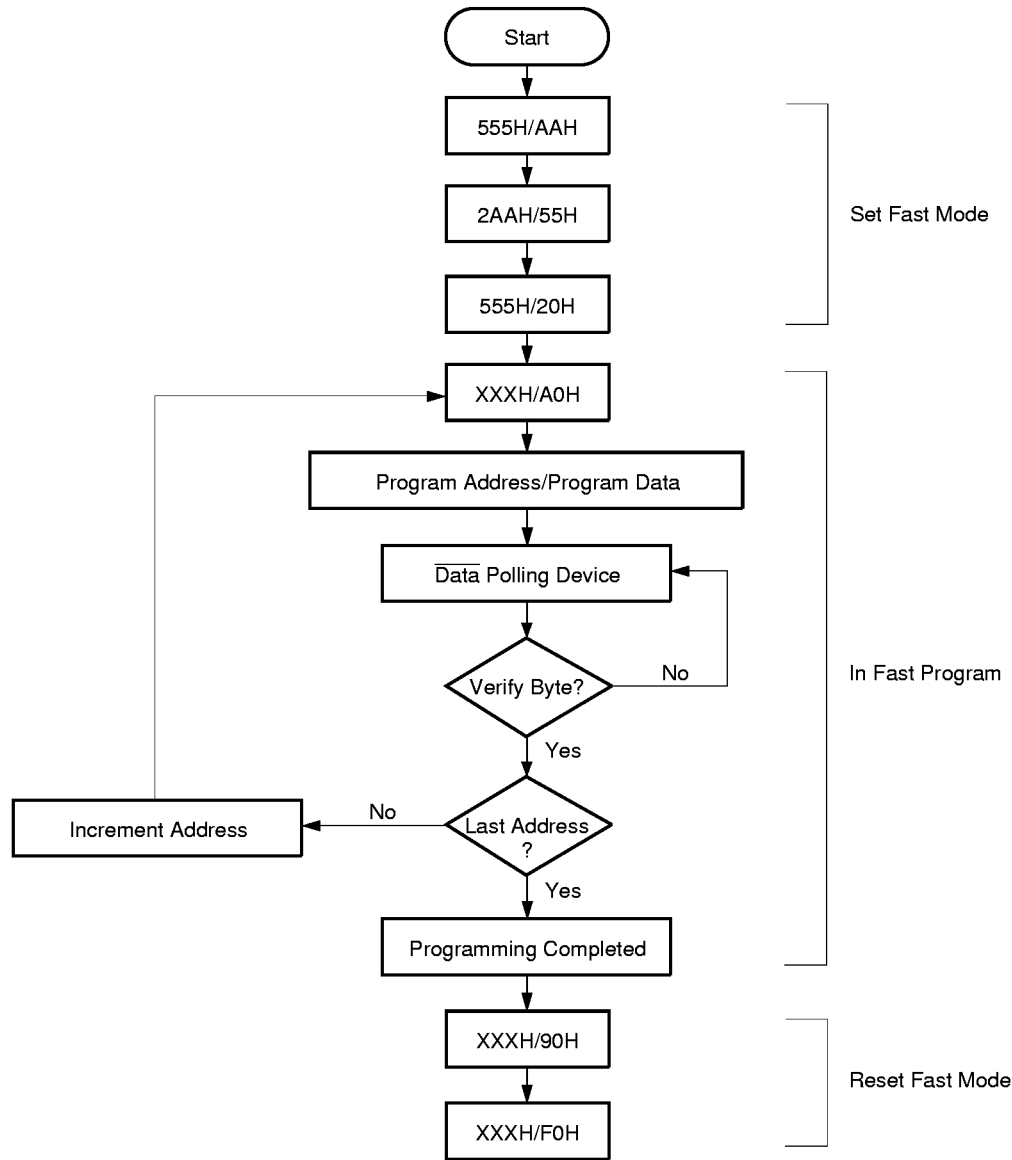 Start
555H/AAH
2AAH/55H
Set Fast Mode
555H/20H
XXXH/A0H
Program Address/Program Data
Data Polling Device
Verify Byte?
No
In Fast Program
Yes
Increment Address
No
Last Address
?
Yes
Programming Completed
XXXH/90H
Reset Fast Mode
XXXH/F0H